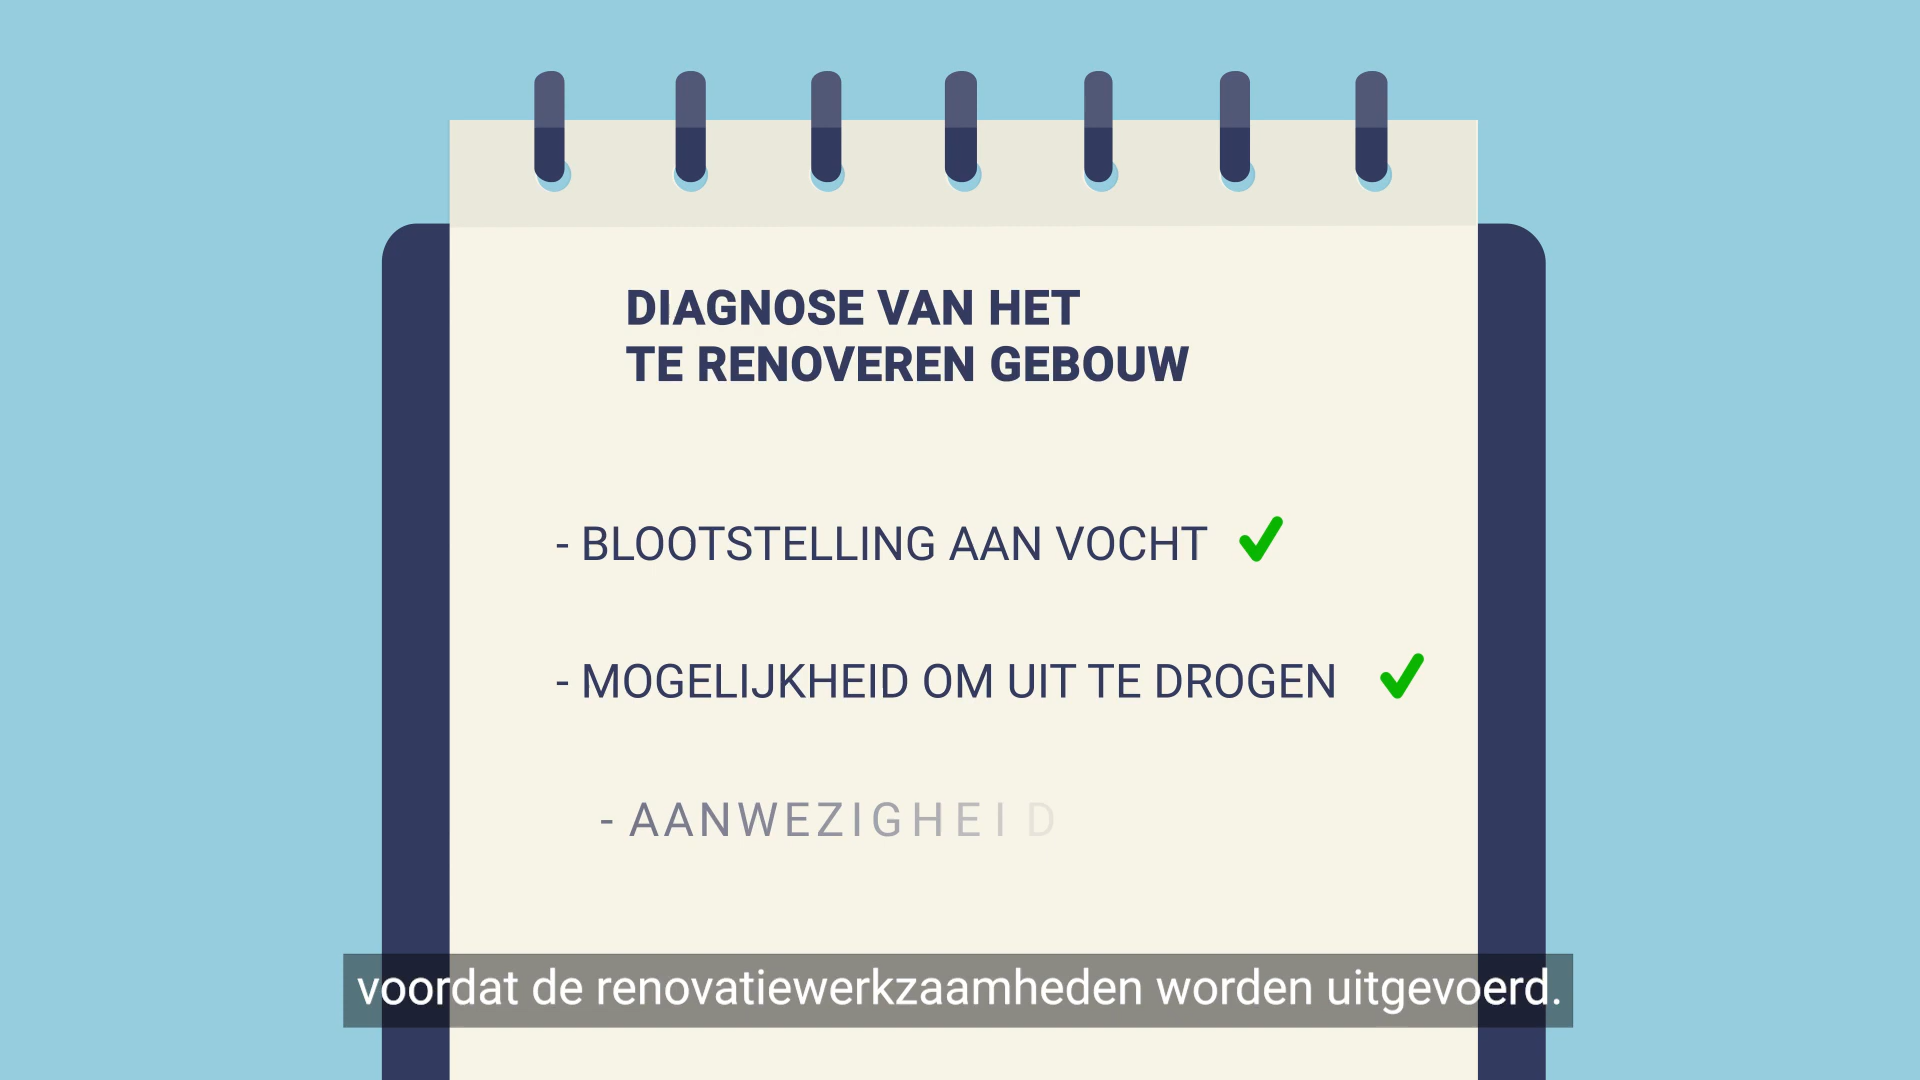 DIAGNOSE VAN HET
TE RENOVEREN GEBOUW
- BLOOTSTELLING AAN VOCHT
- MOGELIJKHEID OM UIT TE DROGEN
- AANWEZIGHEID
voordat de renovatiewerkzaamheden worden uitgevoerd.